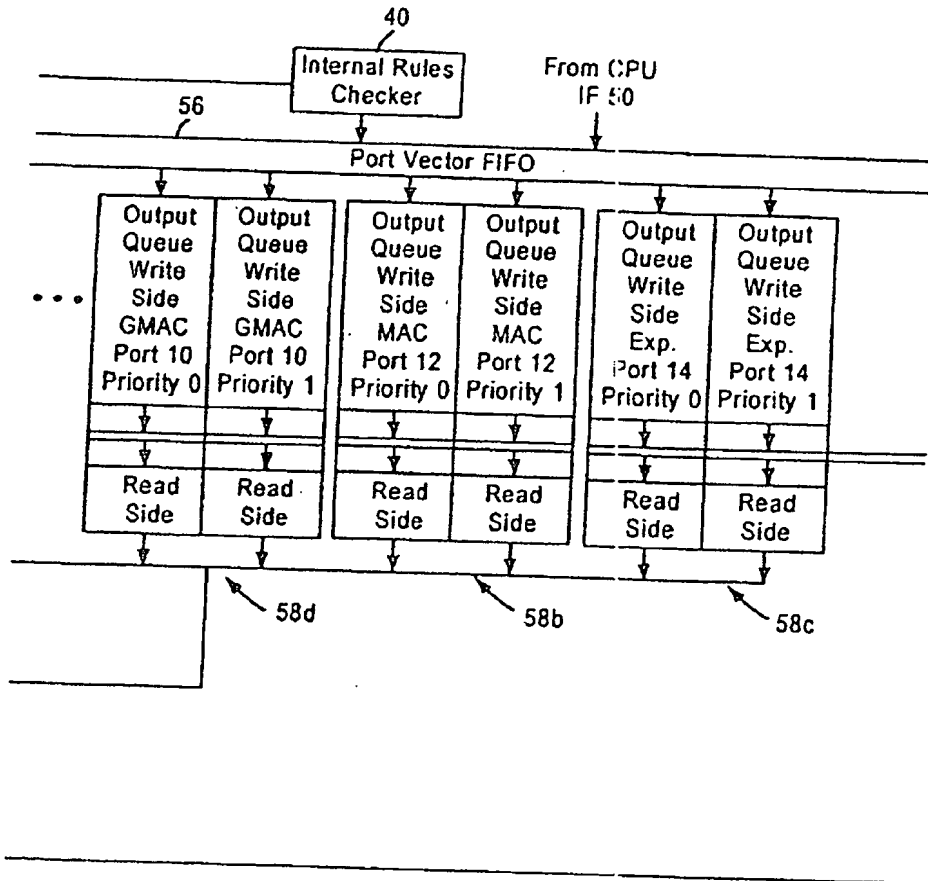 40
Internal Rules
Checker
From CPU
IF 50
56
Port Vector FIFO
Output
Queue
Write
Side
GMAC
Port 10
Priority 0
Output
Queue
Write
Side
GMAC
Port 10
Priority 1
Output
Queue
Write
Side
MAC
Port 12
Priority 0
Output
Queue
Write
Side
MAC
Port 12
Priority 1
Output
Queue
Write
Side
Exp.
Port 14
Priority 0
Output
Queue
Write
Side
Exp.
Port 14
Priority 1
Read
Side
Read
Side
Read
Side
Read
Side
Read
Side
Read
Side
58d
58b
58c